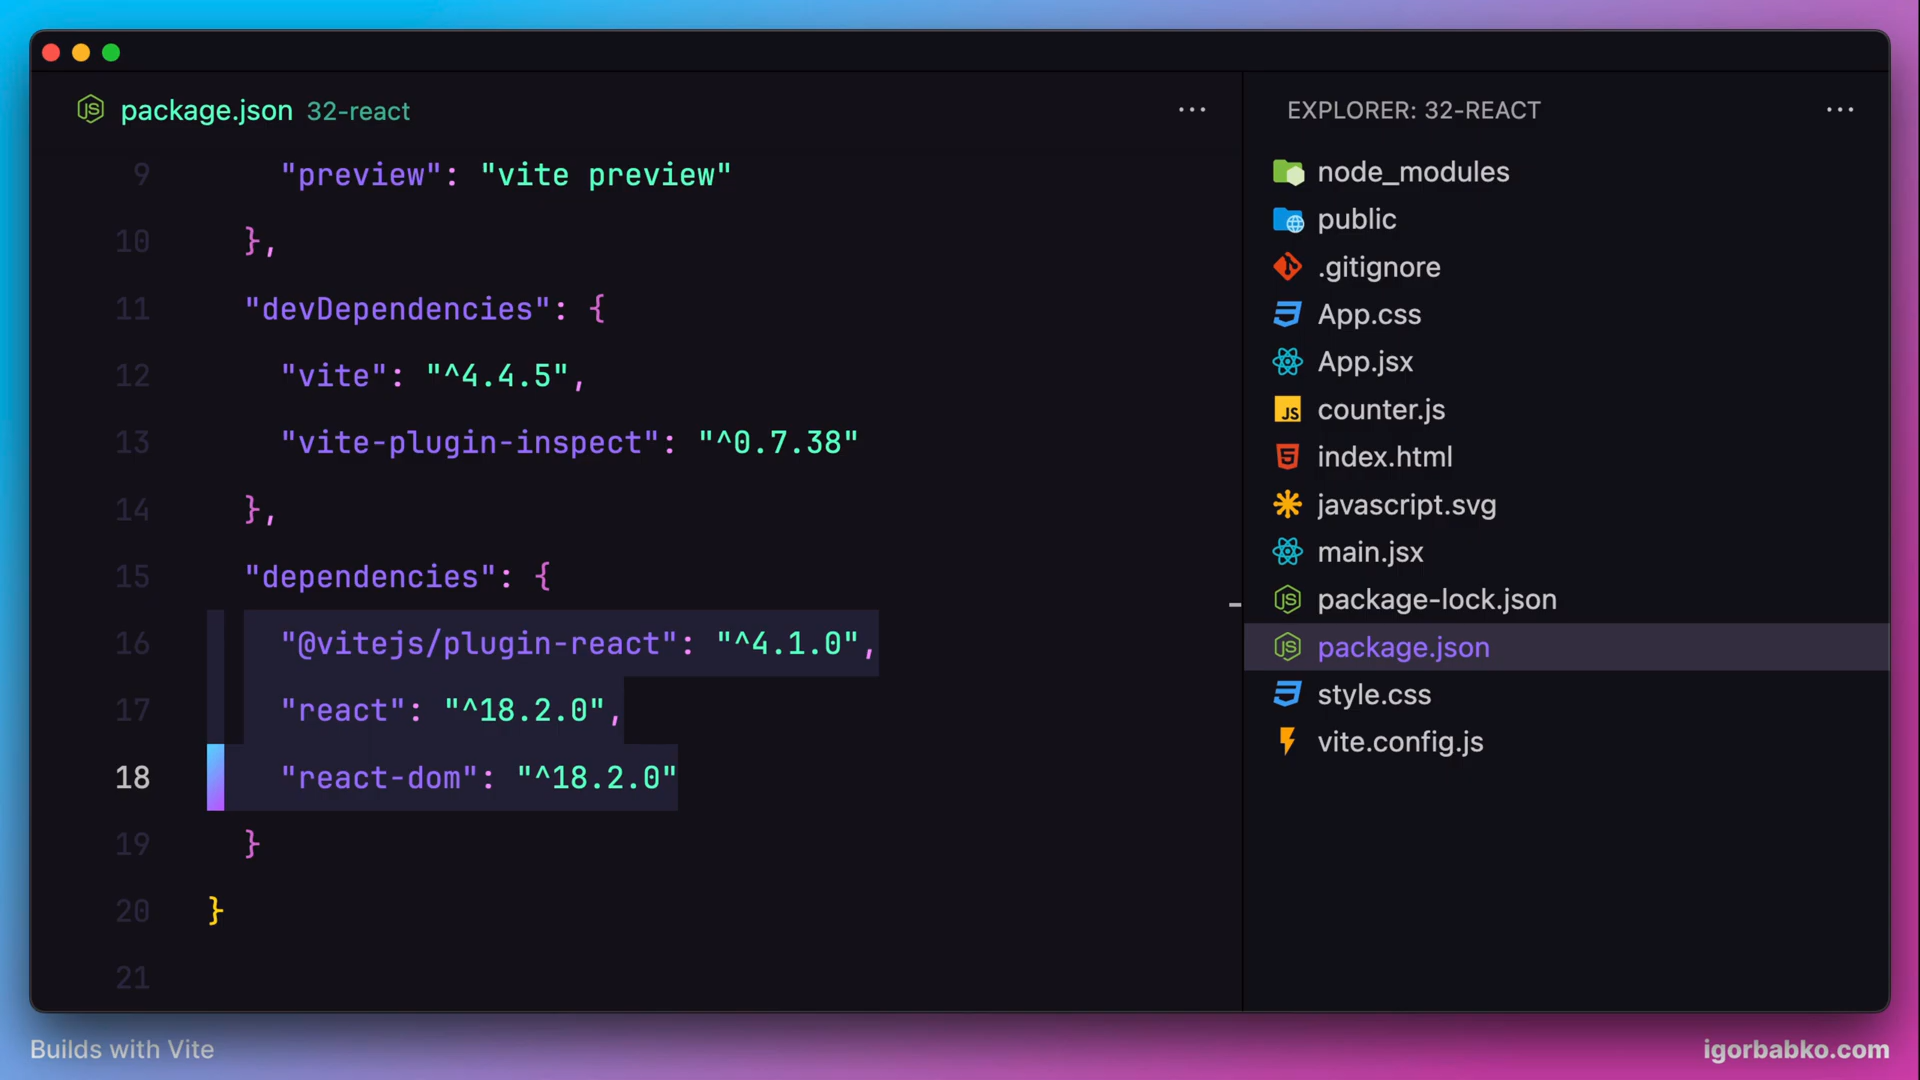 package.json 32-react
9 "preview": "vite preview"
10 },
11 "devDependencies": {
12 "vite": "^4.4.5",
13 "vite-plugin-inspect": "^0.7.38"
14 },
15 "dependencies": {
16 "@vitejs/plugin-react": "^4.1.0",
17 "react": "^18.2.0",
18 "react-dom": "^18.2.0"
19 }
20 }
21
EXPLORER: 32-REACT
node_modules
public
.gitignore
App.css
App.jsx
counter.js
index.html
javascript.svg
main.jsx
package-lock.json
package.json
style.css
vite.config.js
Builds with Vite
igorbabko.com